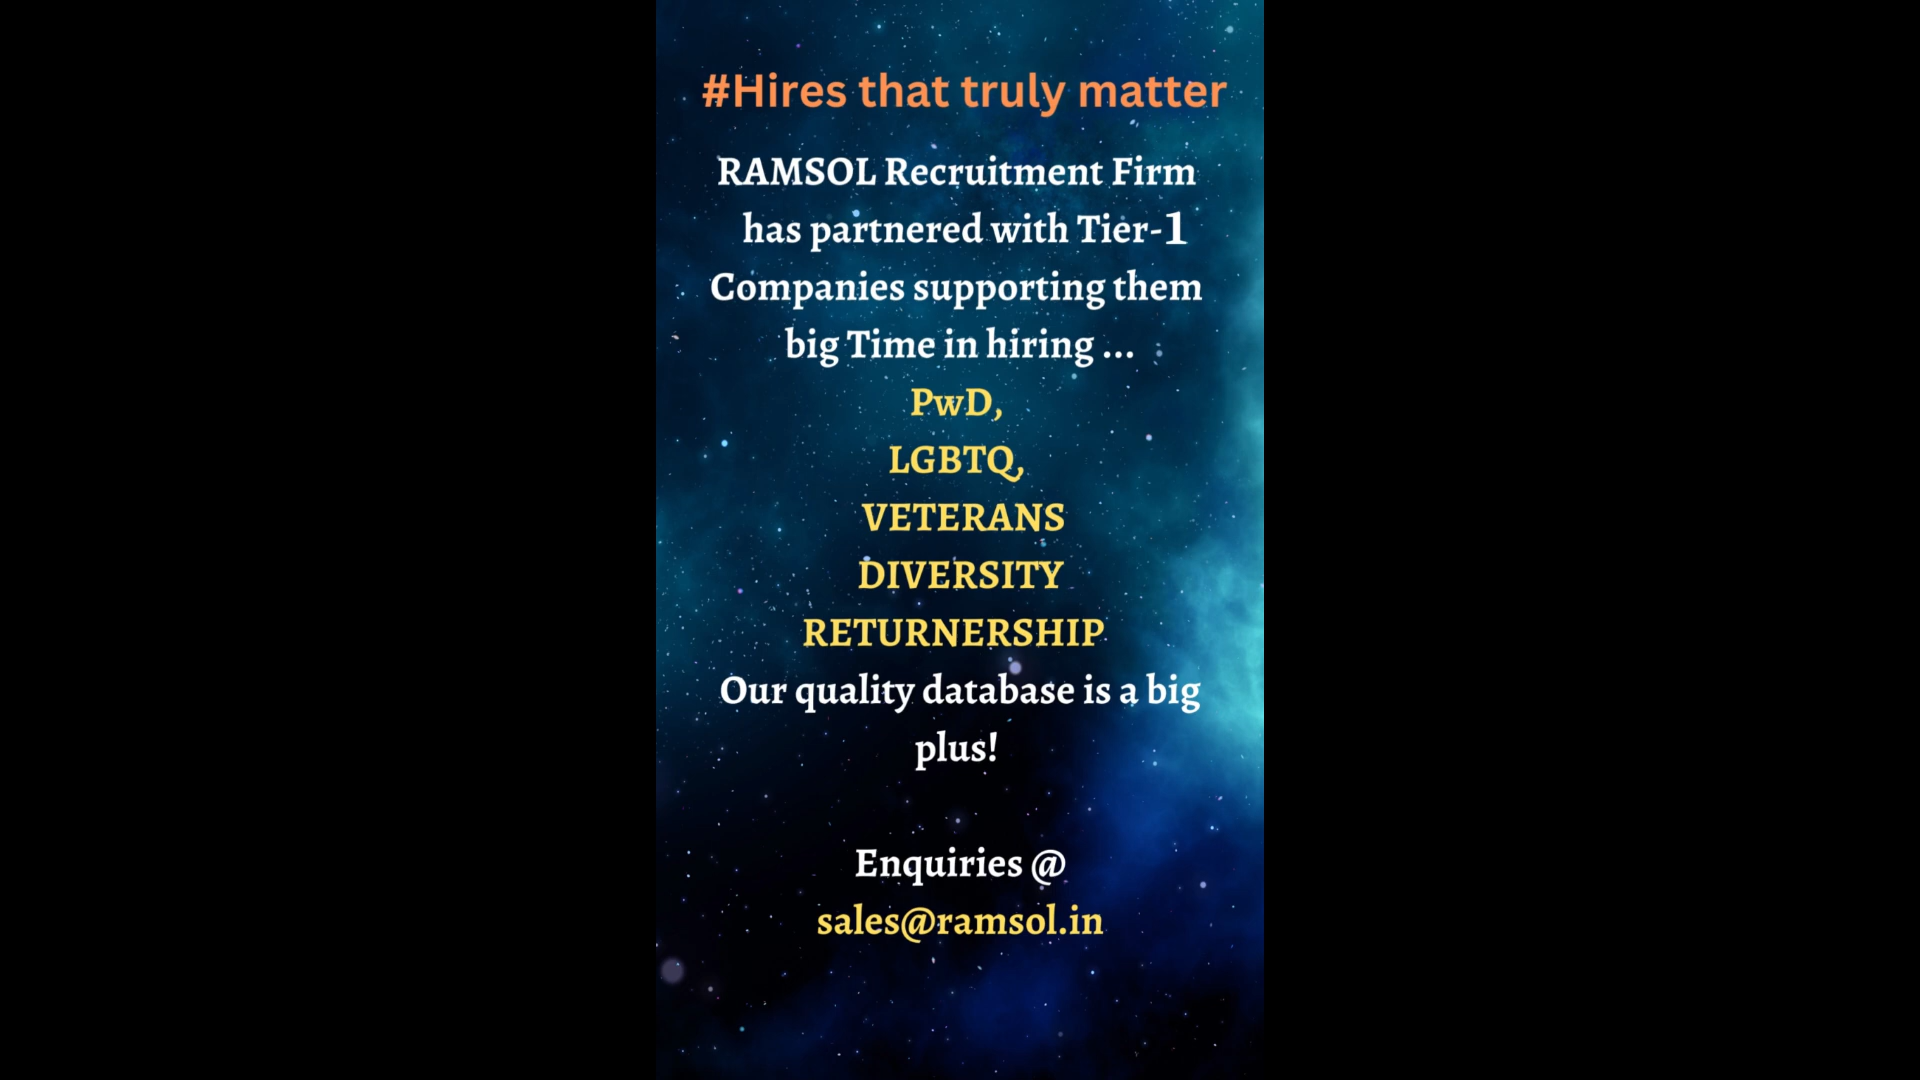 #Hires that truly matter
RAMSOL Recruitment Firm
has partnered with Tier-1
Companies supporting them
big Time in hiring ...
PwD,
LGBTQ,
VETERANS
DIVERSITY
RETURNERSHIP
Our quality database is a big
plus!
Enquiries @
sales@ramsol.in